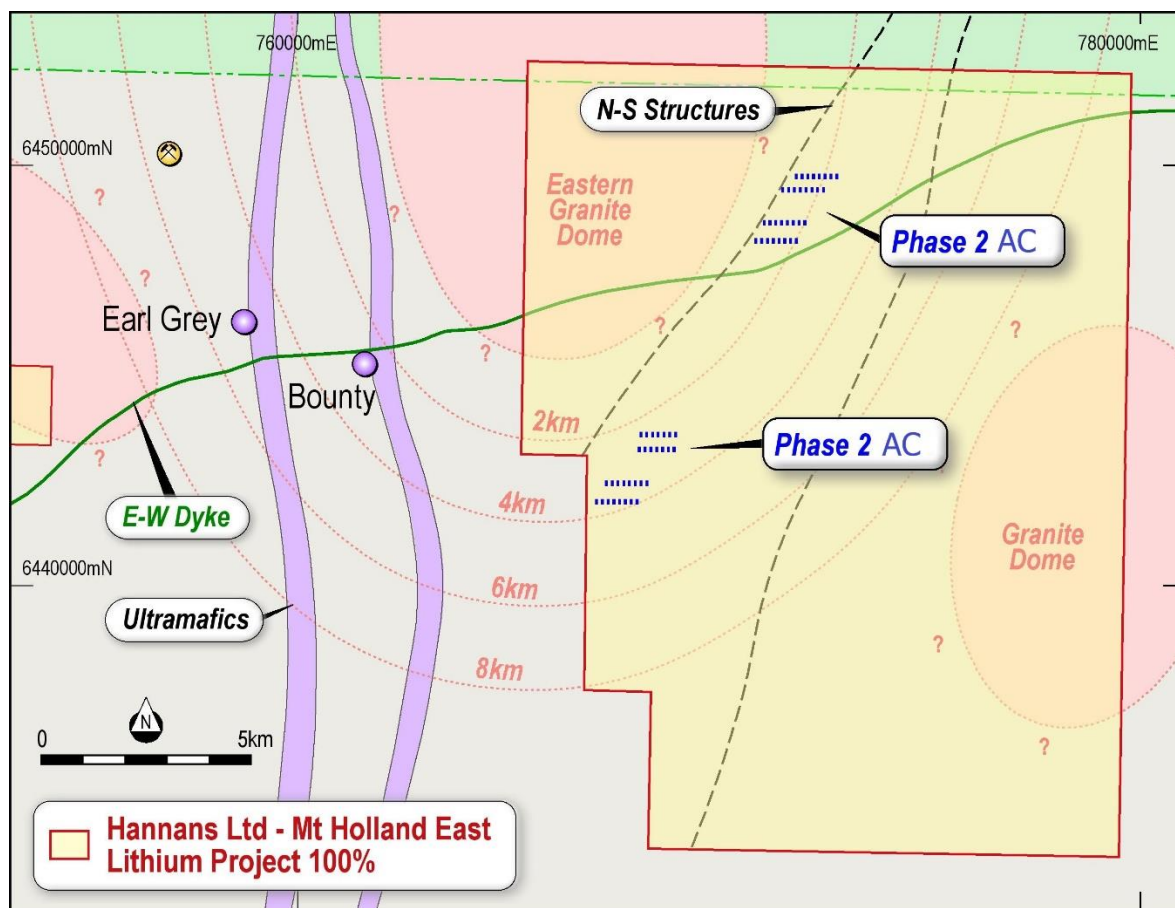 760000mE
780000mE
N-S Structures
6450000mN
?
?
?
?
Eastern
Granite
Dome
Phase 2 AC
Earl Grey
?
?
?
?
Bounty
2km
Phase 2 AC
?
4km
E-W Dyke
Granite
Dome
6440000mN
6km
Ultramafics
?
8km
N
?
0 5km
Hannans Ltd - Mt Holland East
Lithium Project 100%